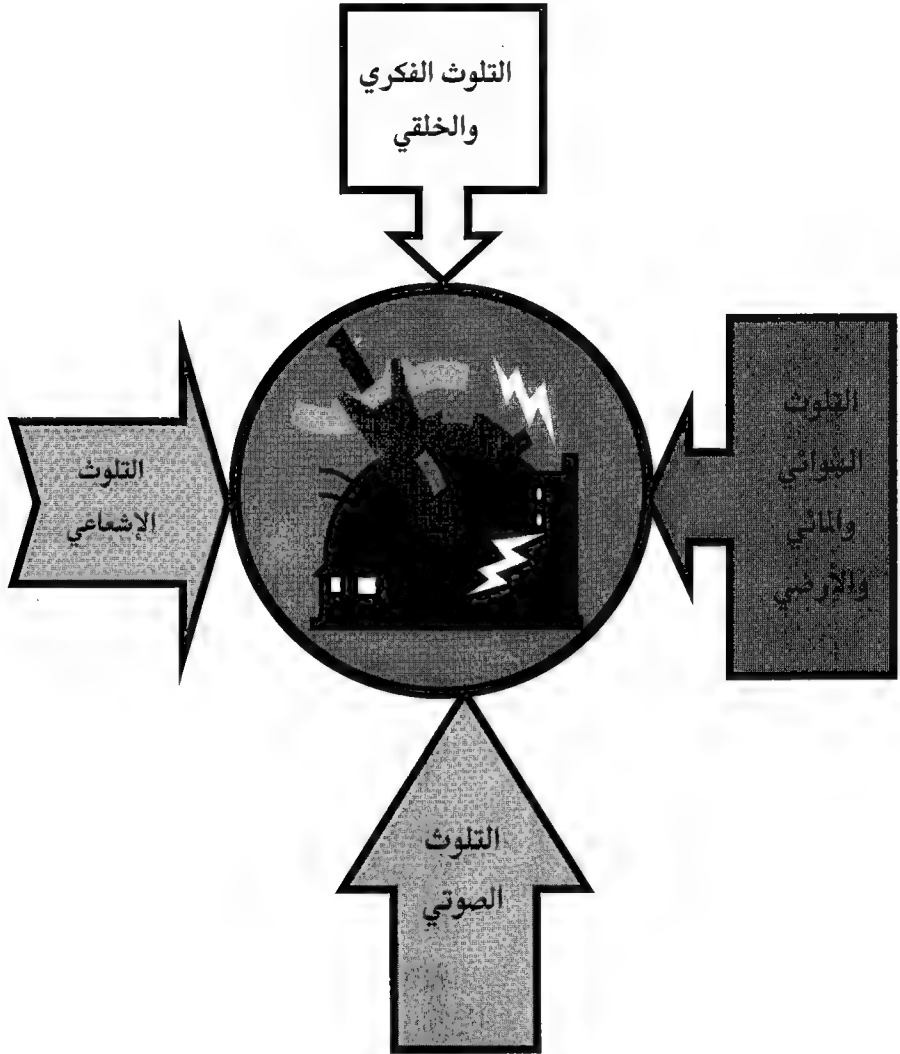 التلوث الفكري
والخلقي
التلوث
الهوائي
والمائي
والأرضي
التلوث
الإشعاعي
التلوث
الصوتي